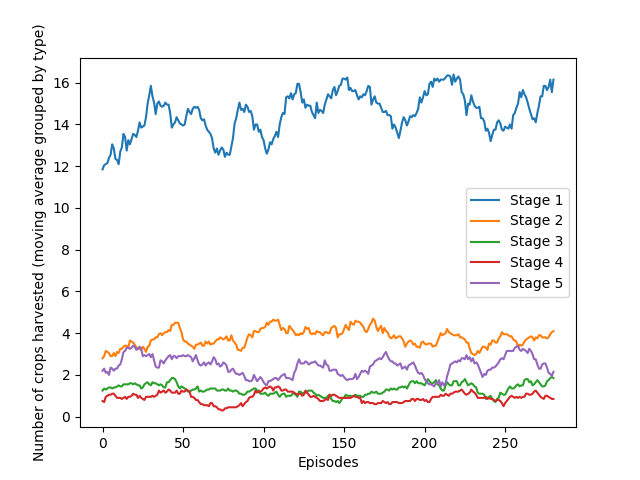 Number of crops harvested (moving average grouped by type)
16
14
12
10
8
6
4
2
0
Stage 1
Stage 2
Stage 3
Stage 4
Stage 5
0 50 100 150 200 250
Episodes